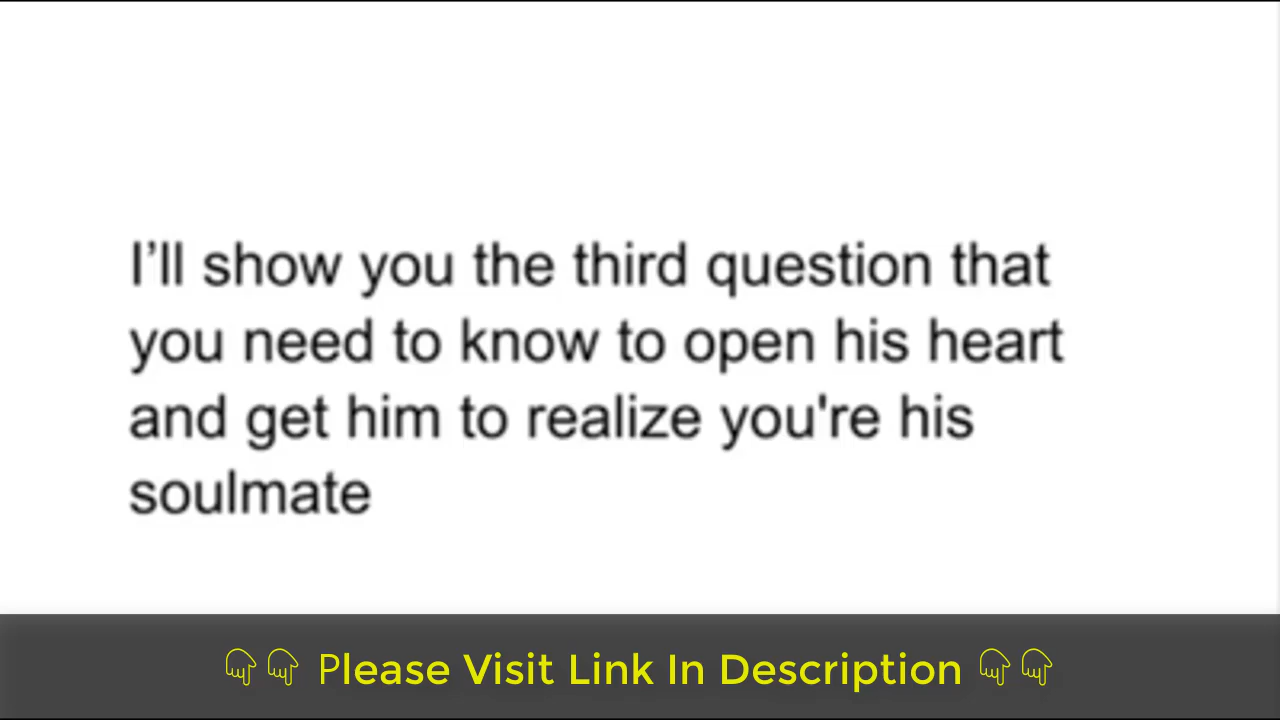 I’ll show you the third question that
you need to know to open his heart
and get him to realize you're his
soulmate
👇👇 Please Visit Link In Description 👇👇